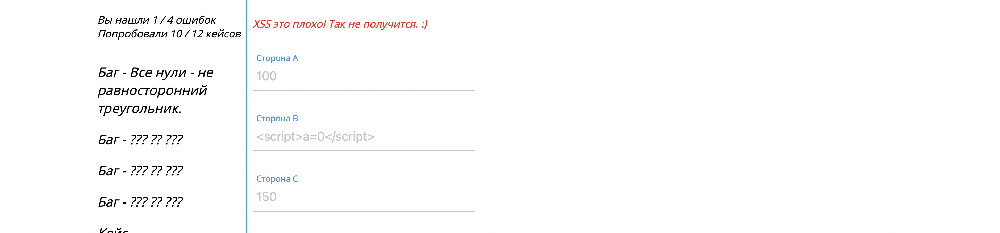 Вы нашли 1 / 4 ошибок
Попробовали 10 / 12 кейсов
Баг - Все нули - не
равносторонний
треугольник.
Баг - ??? ?? ???
Баг - ??? ?? ???
Баг - ??? ?? ???
Кейс
XSS это плохо! Так не получится. :)
Сторона A
100
Сторона B
<script>a=0</script>
Сторона C
150